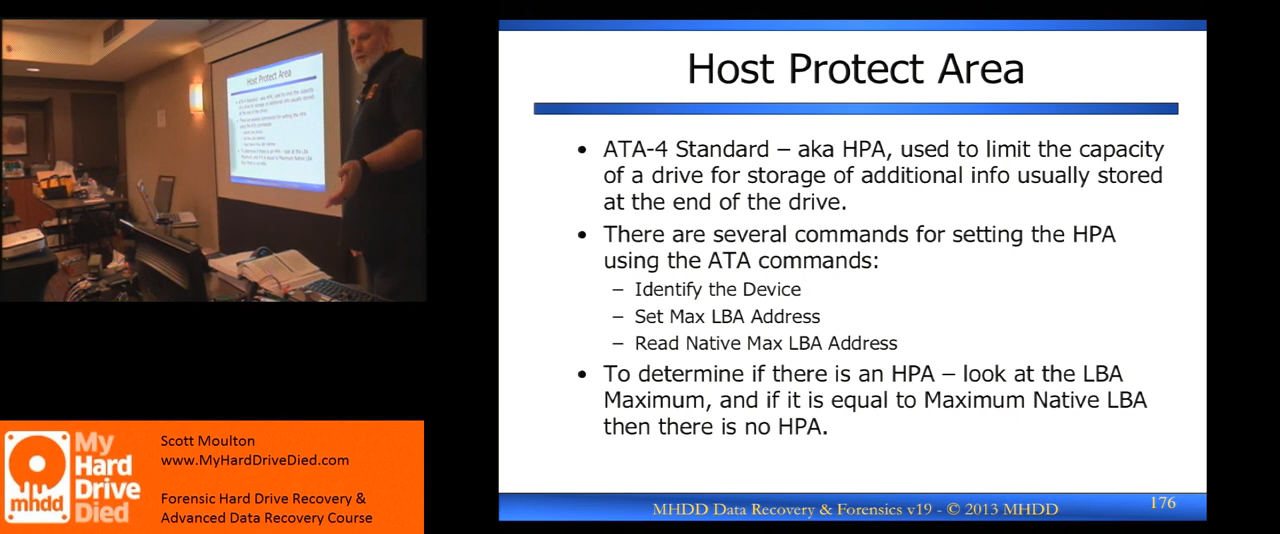 Host Protect Area
• ATA-4 Standard – aka HPA, used to limit the capacity
of a drive for storage of additional info usually stored
at the end of the drive.
• There are several commands for setting the HPA
using the ATA commands:
– Identify the Device
– Set Max LBA Address
– Read Native Max LBA Address
• To determine if there is an HPA – look at the LBA
Maximum, and if it is equal to Maximum Native LBA
then there is no HPA.
MHDD Data Recovery & Forensics v19 - © 2013 MHDD
176
Host Protect Area
mhdd
My
Hard
Drive
Died
Scott Moulton
www.MyHardDriveDied.com
Forensic Hard Drive Recovery &
Advanced Data Recovery Course